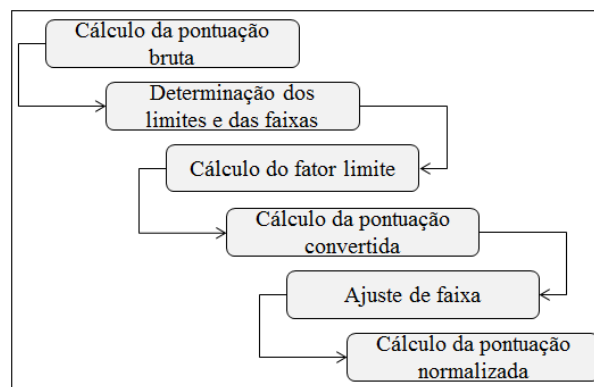 Cálculo da pontuação
bruta
Determinação dos
limites e das faixas
Cálculo do fator limite
Cálculo da pontuação
convertida
Ajuste de faixa
Cálculo da pontuação
normalizada